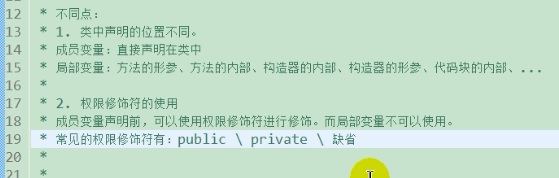 12 * 不同点：
13 * 1. 类中声明的位置不同。
14 * 成员变量：直接声明在类中
15 * 局部变量：方法的形参、方法的内部、构造器的内部、构造器的形参、代码块的内部、...
16 *
17 * 2. 权限修饰符的使用
18 * 成员变量声明前，可以使用权限修饰符进行修饰。而局部变量不可以使用。
19 * 常见的权限修饰符有：public \ private \ 缺省
20 *
21 *